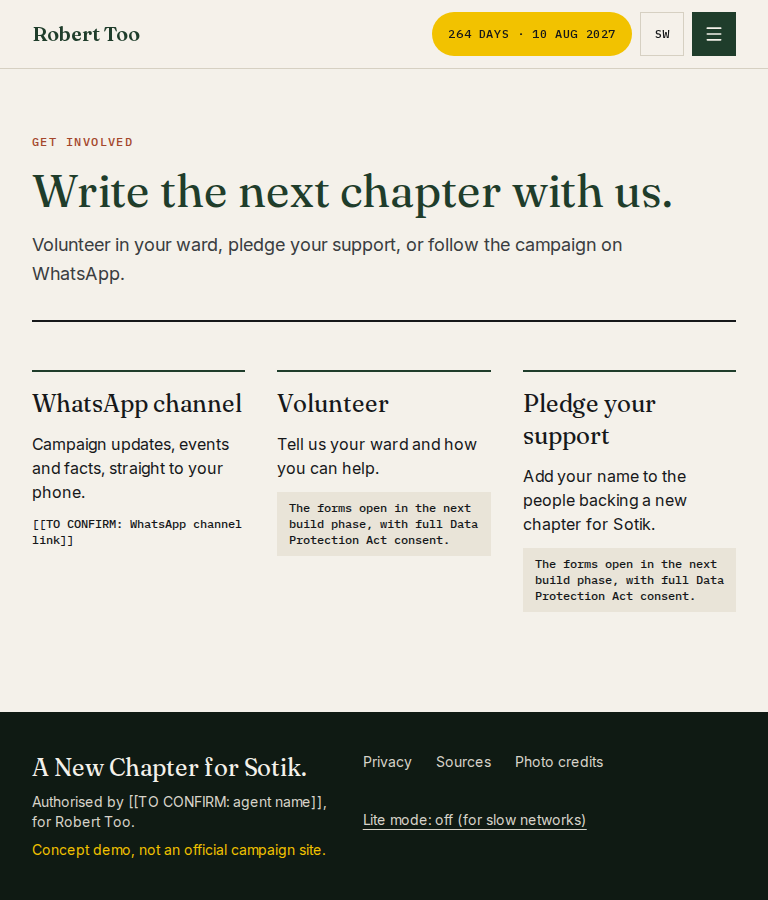 Robert Too
264 DAYS · 10 AUG 2027
SW
GET INVOLVED
Write the next chapter with us.
Volunteer in your ward, pledge your support, or follow the campaign on
WhatsApp.
WhatsApp channel
Campaign updates, events
and facts, straight to your
phone.
[[TO CONFIRM: WhatsApp channel
link]]
Volunteer
Tell us your ward and how
you can help.
The forms open in the next
build phase, with full Data
Protection Act consent.
Pledge your
support
Add your name to the
people backing a new
chapter for Sotik.
The forms open in the next
build phase, with full Data
Protection Act consent.
A New Chapter for Sotik.
Authorised by [[TO CONFIRM: agent name]],
for Robert Too.
Concept demo, not an official campaign site.
Privacy
Sources
Photo credits
Lite mode: off (for slow networks)